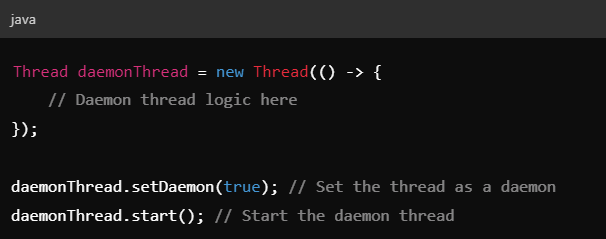 java
Thread daemonThread = new Thread(() -> {
    // Daemon thread logic here
});
daemonThread.setDaemon(true); // Set the thread as a daemon
daemonThread.start(); // Start the daemon thread